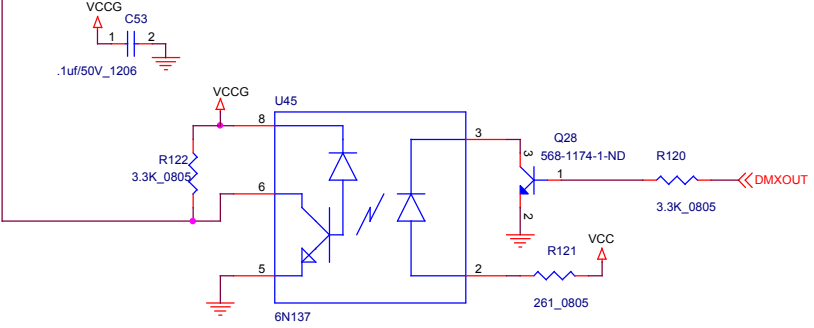 VCCG
C53
1
2
.1uf/50V_1206
VCCG
U45
8
3
Q28
3
568-1174-1-ND
R120
R122
3.3K_0805
1
DMXOUT
6
3.3K_0805
2
R121
VCC
5
2
261_0805
6N137